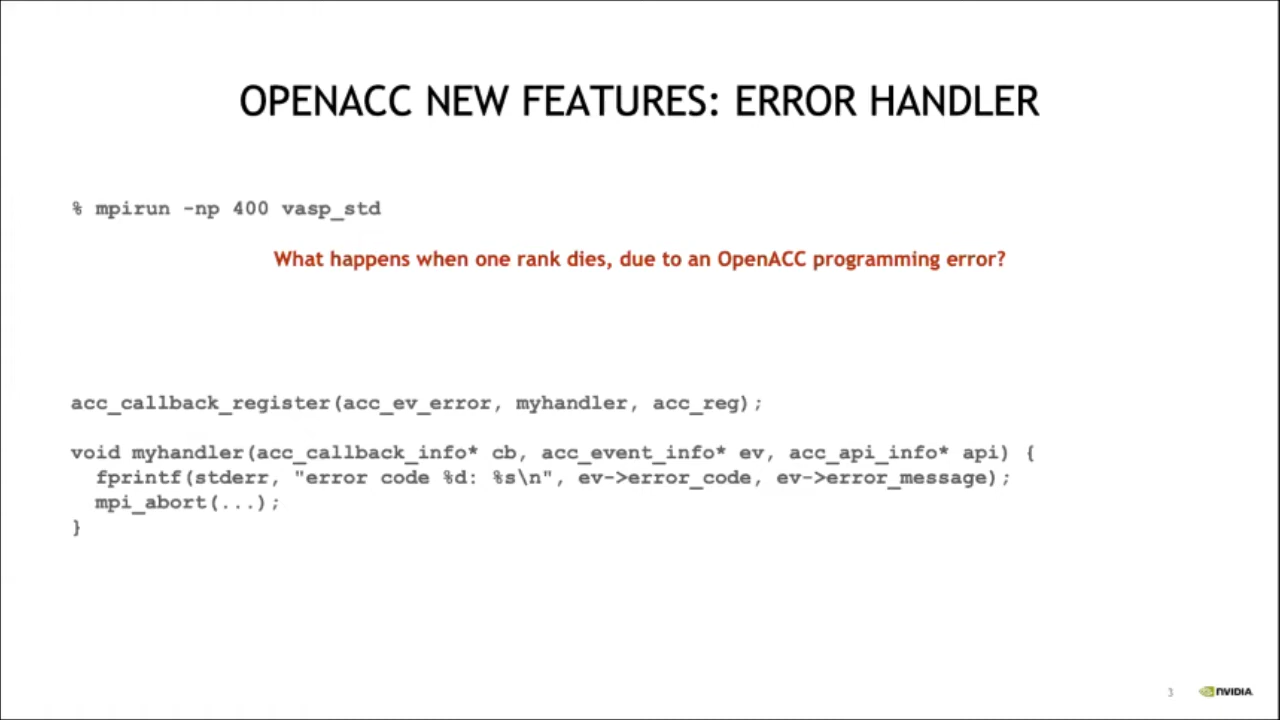 OPENACC NEW FEATURES: ERROR HANDLER
% mpirun -np 400 vasp_std
What happens when one rank dies, due to an OpenACC programming error?
acc_callback_register(acc_ev_error, myhandler, acc_reg);
void myhandler(acc_callback_info* cb, acc_event_info* ev, acc_api_info* api) {
  fprintf(stderr, "error code %d: %s\n", ev->error_code, ev->error_message);
  mpi_abort(...);
}
3 NVIDIA